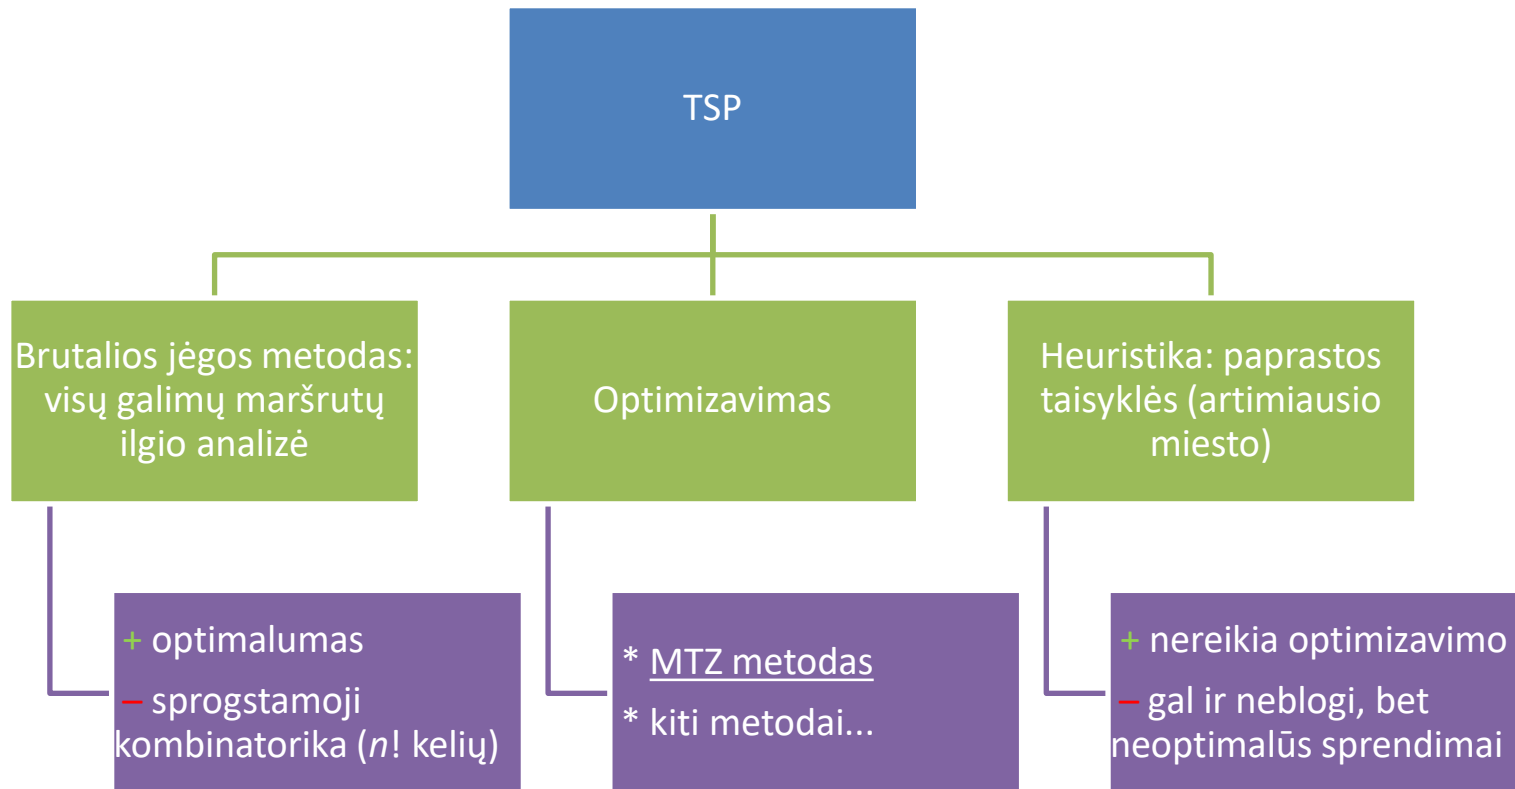 TSP
Brutalios jėgos metodas:
visų galimų maršrutų
ilgio analizė
Optimizavimas
Heuristika: paprastos
taisyklės (artimiausio
miesto)
+ optimalumas
– sprogstamoji
kombinatorika (n! kelių)
* MTZ metodas
* kiti metodai...
+ nereikia optimizavimo
– gal ir neblogi, bet
neoptimalūs sprendimai